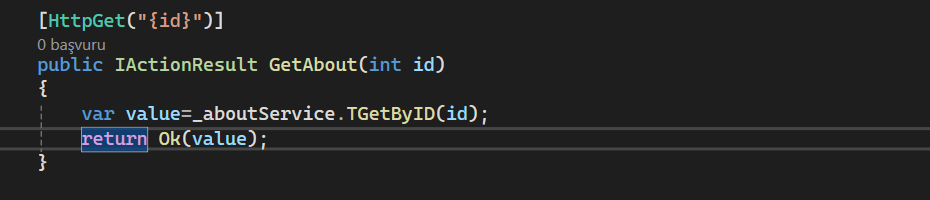 [HttpGet("{id}")]
0 başvuru
public IActionResult GetAbout(int id)
{
var value=_aboutService.TGetByID(id);
return Ok(value);
}